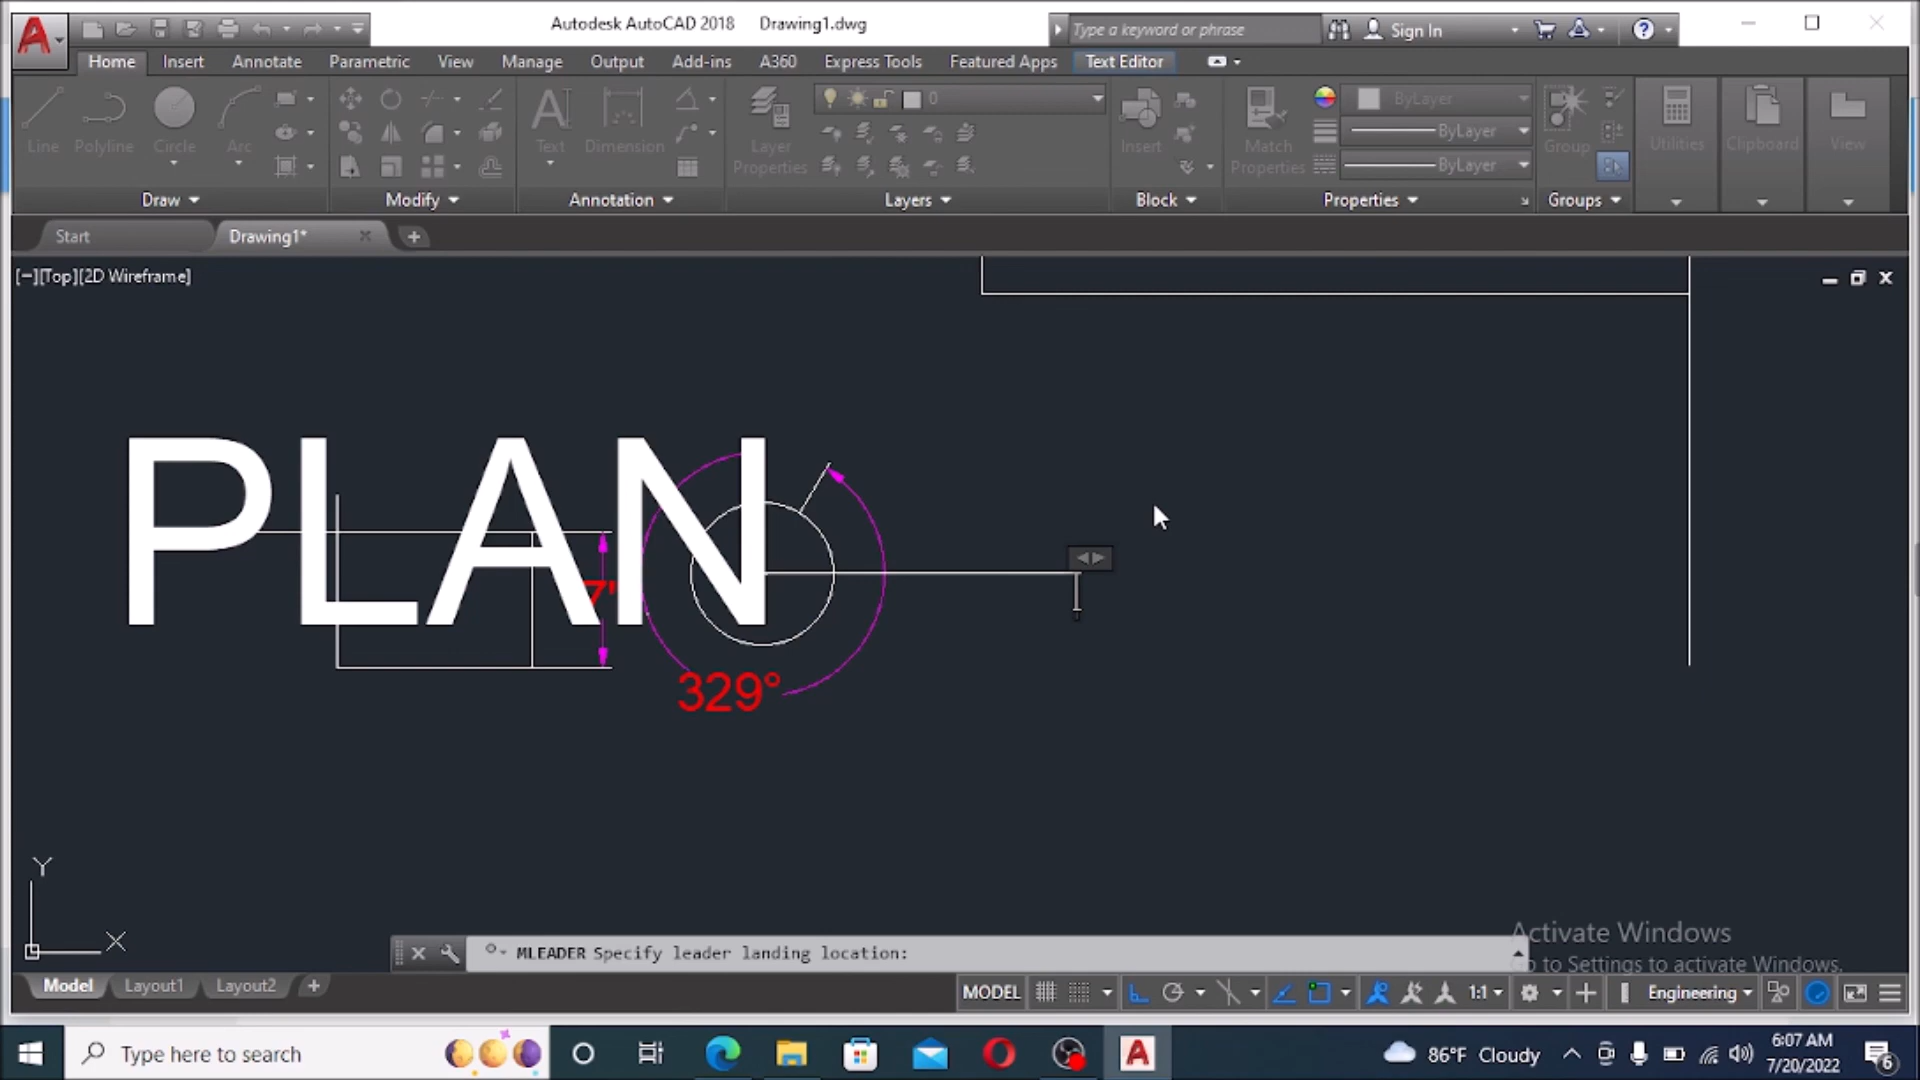 Autodesk AutoCAD 2018 Drawing1.dwg
Type a keyword or phrase
Sign In
Home Insert Annotate Parametric View Manage Output Add-ins A360 Express Tools Featured Apps Text Editor
0
ByLayer
ByLayer
ByLayer
Line Polyline Circle Arc
Text Dimension
Layer Properties
Insert
Match Properties
Group
Utilities Clipboard View
Draw Modify Annotation Layers Block Properties Groups
Start Drawing1*
[−][Top][2D Wireframe]
PLAN
7'
329°
Y
X
MLEADER Specify leader landing location:
Activate Windows
to Settings to activate Windows.
Model Layout1 Layout2
MODEL 1:1 Engineering
Type here to search
86°F Cloudy
6:07 AM
7/20/2022
6